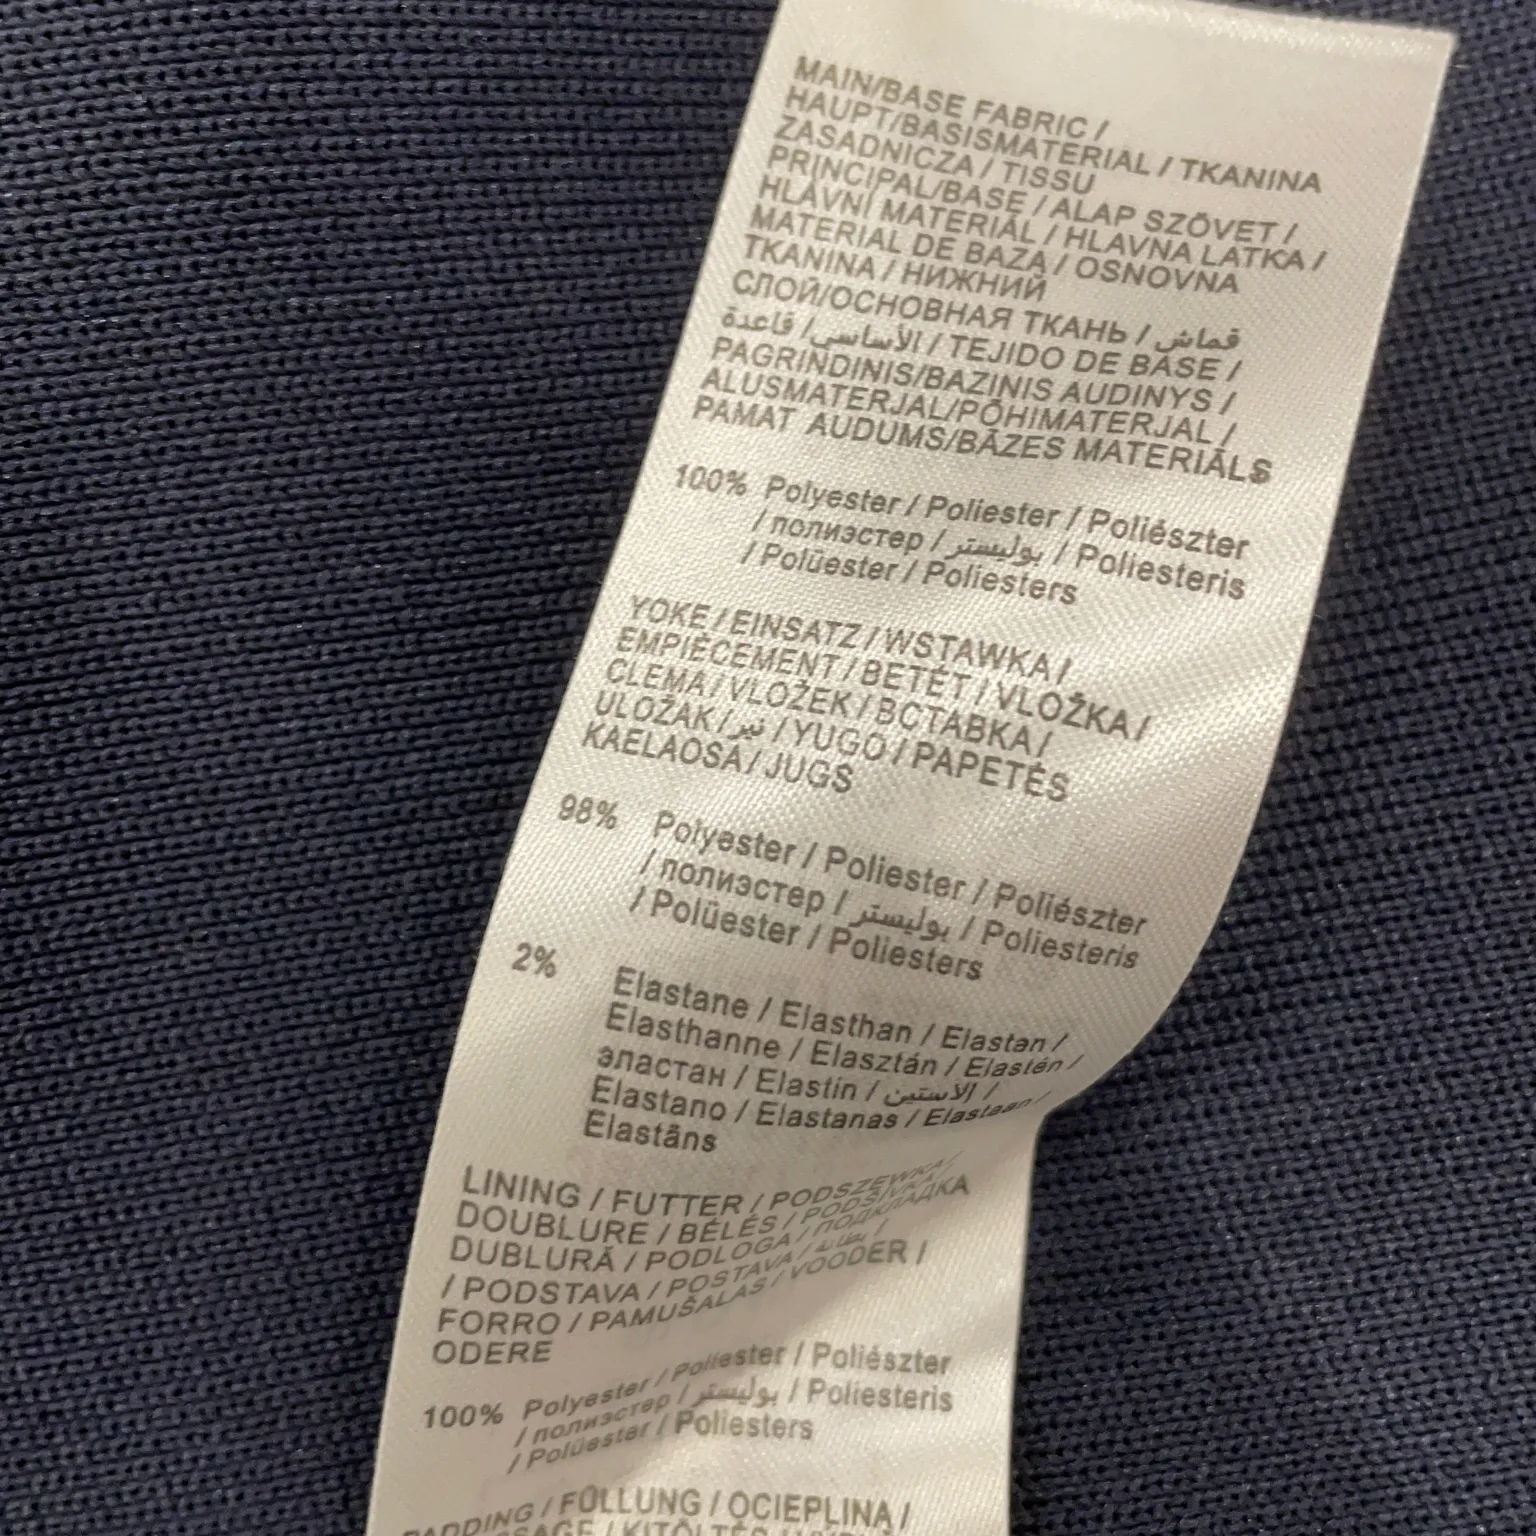 MAIN/BASE FABRIC /
HAUPT/BASISMATERIAL / TKANINA
ZASADNICZA / TISSU
PRINCIPAL/BASE / ALAP SZÖVET /
HLAVNÍ MATERIÁL / HLAVNA LATKA /
MATERIAL DE BAZĄ / OSNOVNA
TKANINA / НИЖНИЙ
СЛОЙ/ОСНОВНАЯ ТКАНЬ / قماش
الأساسي/ قاعدة / TEJIDO DE BASE /
PAGRINDINIS/BAZINIS AUDINYS /
ALUSMATERJAL/PÕHIMATERJAL /
PAMAT AUDUMS/BĀZES MATERIĀLS
100% Polyester / Poliester / Poliészter
/ полиэстер / بوليستر / Poliesteris
/ Polüester / Poliesters
YOKE / EINSATZ / WSTAWKA /
EMPIÈCEMENT / BETÉT / VLOŽKA /
CLEMA / VLOŽEK / ВСТАВКА /
ULOŽAK / نير / YUGO / PAPETĖS
KAELAOSA / JUGS
98% Polyester / Poliester / Poliészter
/ полиэстер / بوليستر / Poliesteris
/ Polüester / Poliesters
2% Elastane / Elasthan / Elastan /
Elasthanne / Elasztán / Elastén /
эластан / Elastin / الاستين /
Elastano / Elastanas / Elastaan /
Elastāns
LINING / FUTTER / PODSZEWKA /
DOUBLURE / BÉLÉS / PODŠÍVKA /
DUBLURĂ / PODLOGA / ПОДКЛАДКА
/ PODSTAVA / POSTAVA / بطانة /
FORRO / PAMUŠALAS / VOODER /
ODERE
100% Polyester / Poliester / Poliészter
/ полиэстер / بوليستر / Poliesteris
/ Polüester / Poliesters
PADDING / FÜLLUNG / OCIEPLINA /